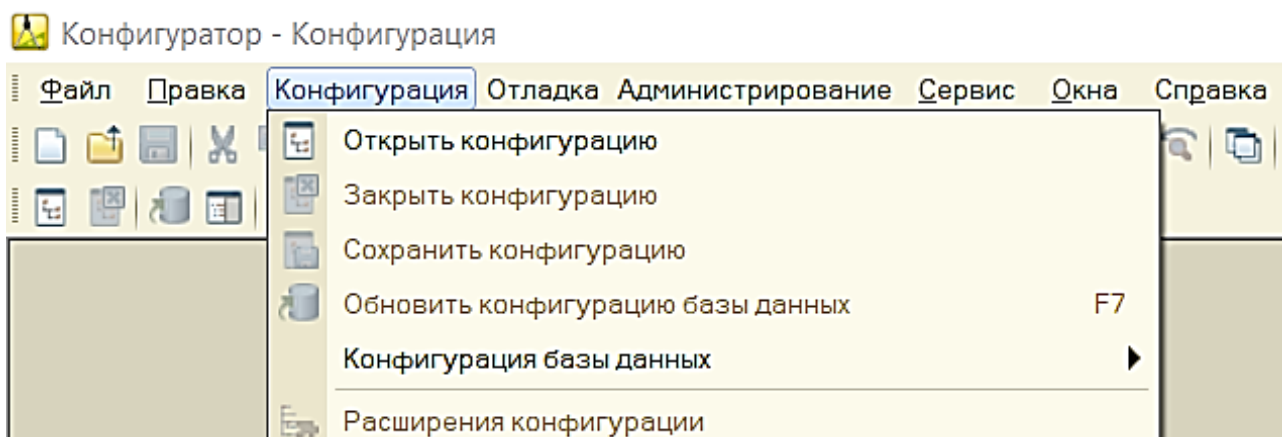 Конфигуратор - Конфигурация
Файл Правка Конфигурация Отладка Администрирование Сервис Окна Справка
Открыть конфигурацию
Закрыть конфигурацию
Сохранить конфигурацию
Обновить конфигурацию базы данных F7
Конфигурация базы данных
Расширения конфигурации